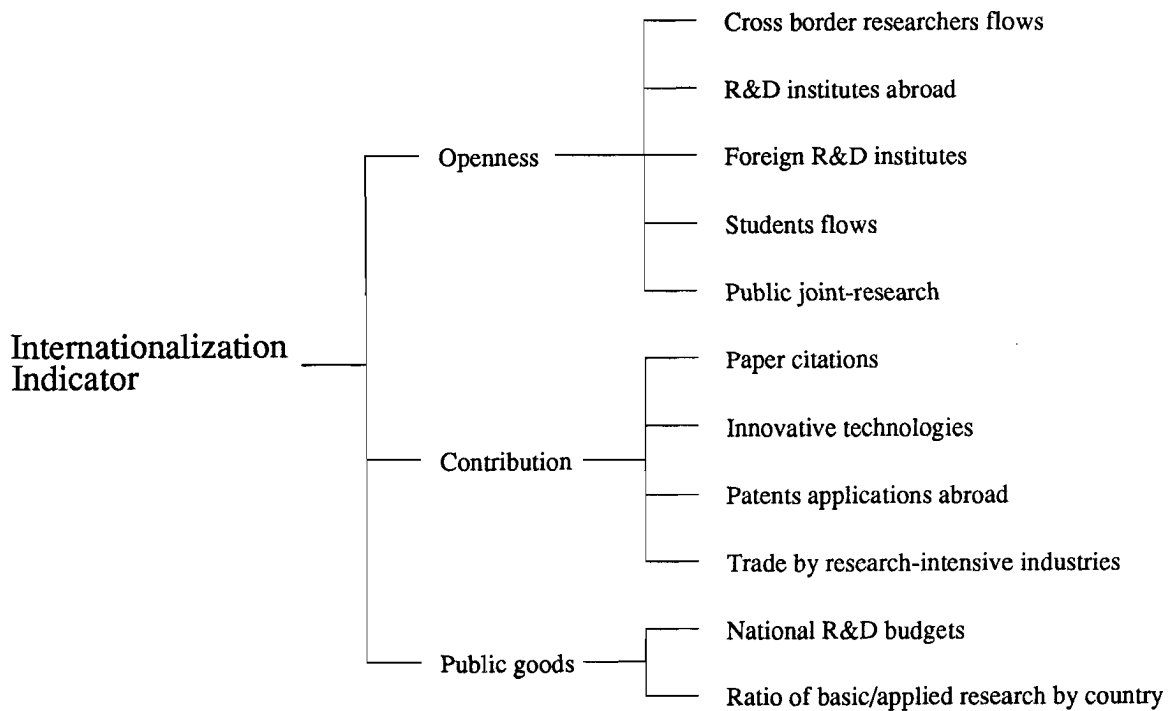 Internationalization
Indicator
Openness
Cross border researchers flows
R&D institutes abroad
Foreign R&D institutes
Students flows
Public joint-research
Contribution
Paper citations
Innovative technologies
Patents applications abroad
Trade by research-intensive industries
Public goods
National R&D budgets
Ratio of basic/applied research by country